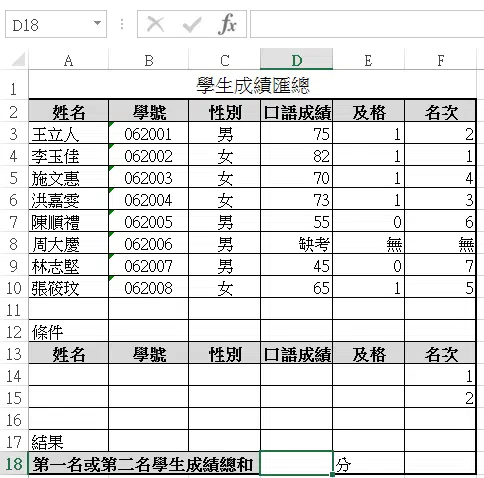 D18 fx
A B C D E F
1 學生成績匯總
2 姓名 學號 性別 口語成績 及格 名次
3 王立人 062001 男 75 1 2
4 李玉佳 062002 女 82 1 1
5 施文惠 062003 女 70 1 4
6 洪嘉雯 062004 女 73 1 3
7 陳順禮 062005 男 55 0 6
8 周大慶 062006 男 缺考 無 無
9 林志堅 062007 男 45 0 7
10 張筱玟 062008 女 65 1 5
11
12 條件
13 姓名 學號 性別 口語成績 及格 名次
14 1
15 2
16
17 結果
18 第一名或第二名學生成績總和 分